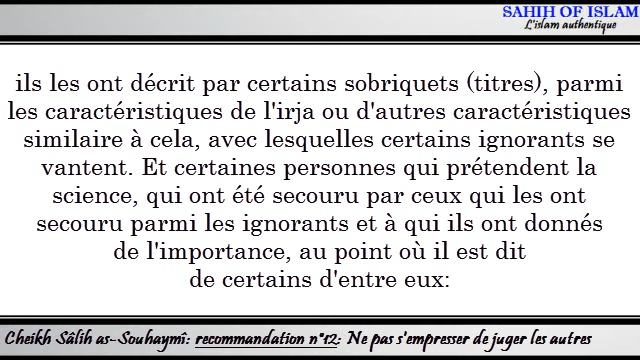 SAHIH OF ISLAM
L'islam authentique
ils les ont décrit par certains sobriquets (titres), parmi
les caractéristiques de l'irja ou d'autres caractéristiques
similaire à cela, avec lesquelles certains ignorants se
vantent. Et certaines personnes qui prétendent la
science, qui ont été secouru par ceux qui les ont
secouru parmi les ignorants et à qui ils ont donnés
de l'importance, au point où il est dit
de certains d'entre eux:
Cheikh Sâlih as-Souhaymî: recommandation n°12: Ne pas s'empresser de juger les autres